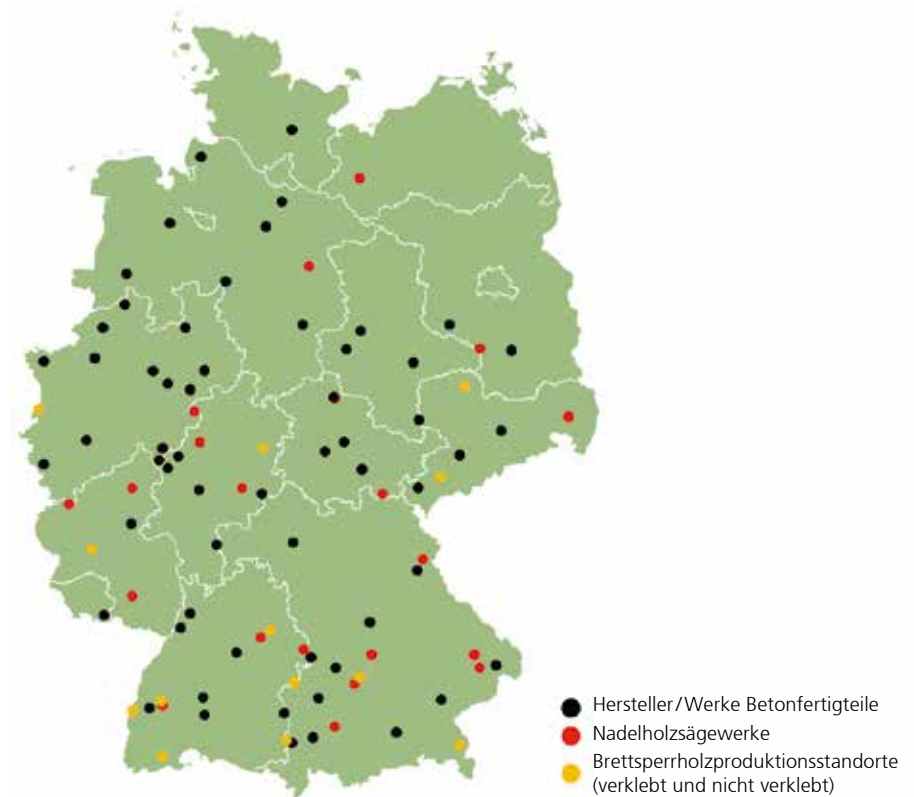 Hersteller/Werke Betonfertigteile
Nadelholzsägewerke
Brettsperrholzproduktionsstandorte
(verklebt und nicht verklebt)